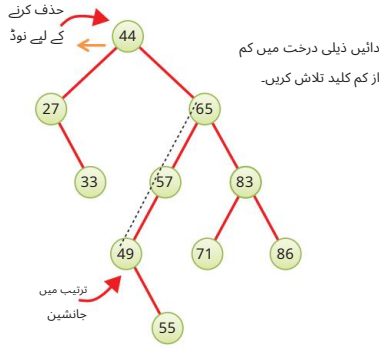 حذف کرنے
کے لیے نوڈ
44
دائیں ذیلی درخت میں کم
از کم کلید تلاش کریں۔
27
65
33
57
83
49
71
86
ترتیب میں
جانشین
55